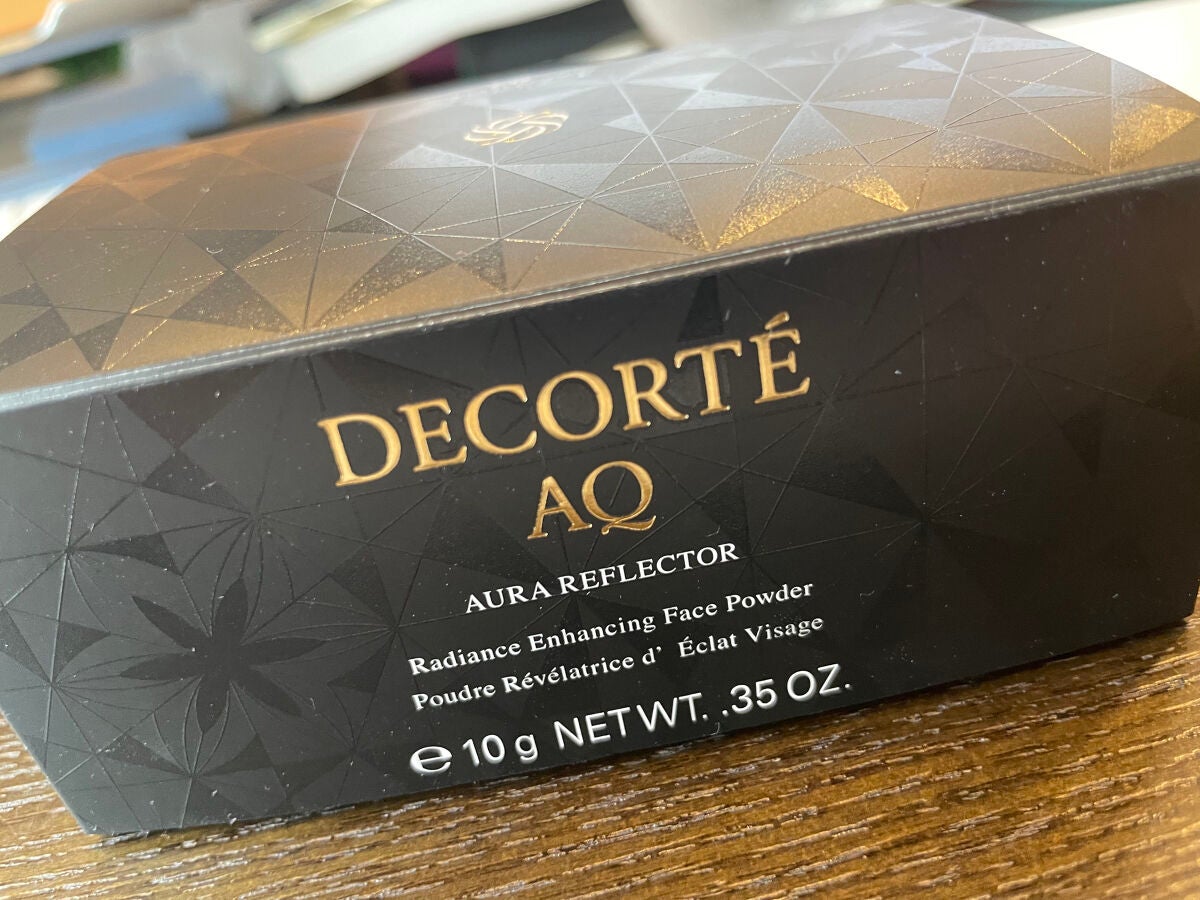 DECORTÉ
AQ
AURA REFLECTOR
Radiance Enhancing Face Powder
Poudre Révélatrice d' Éclat Visage
℮ 10 g NET WT. .35 OZ.